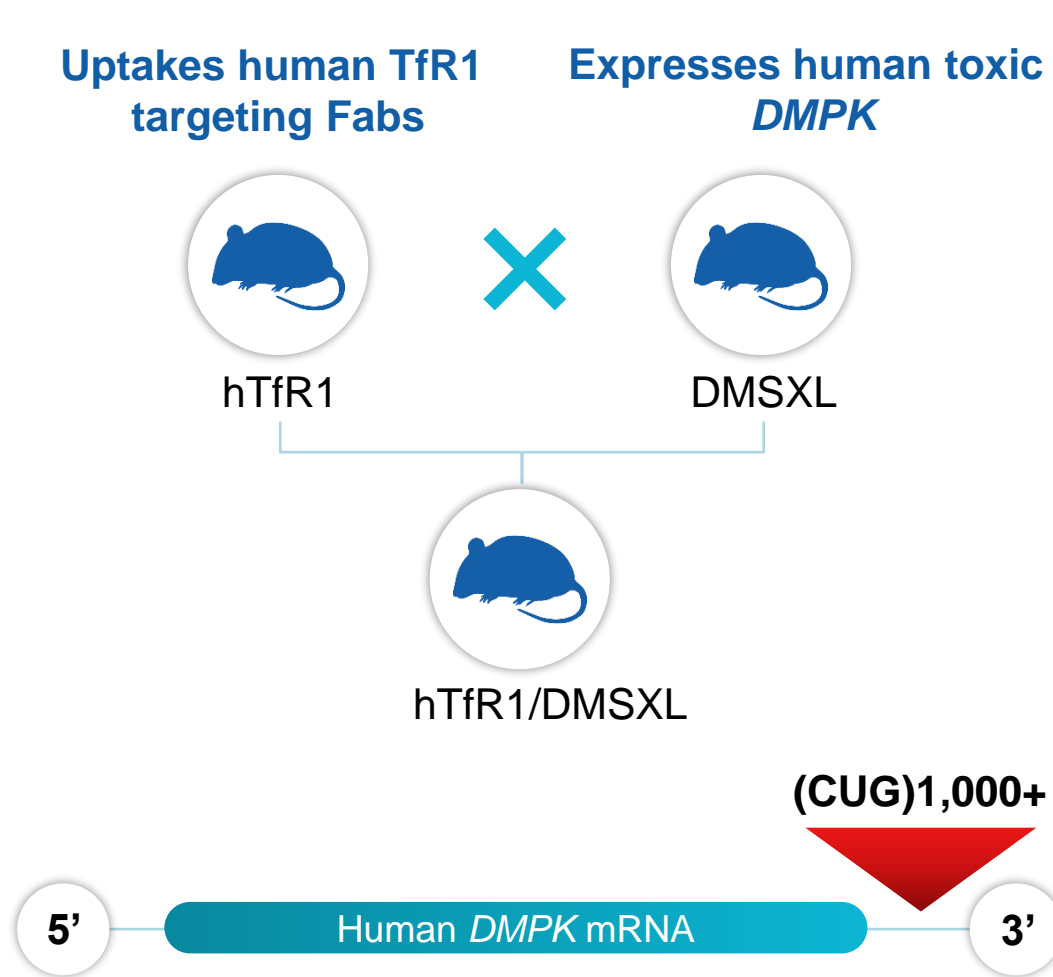 Uptakes human TfR1
targeting Fabs
Expresses human toxic
DMPK
hTfR1
DMSXL
hTfR1/DMSXL
(CUG)1,000+
5’
Human DMPK mRNA
3’